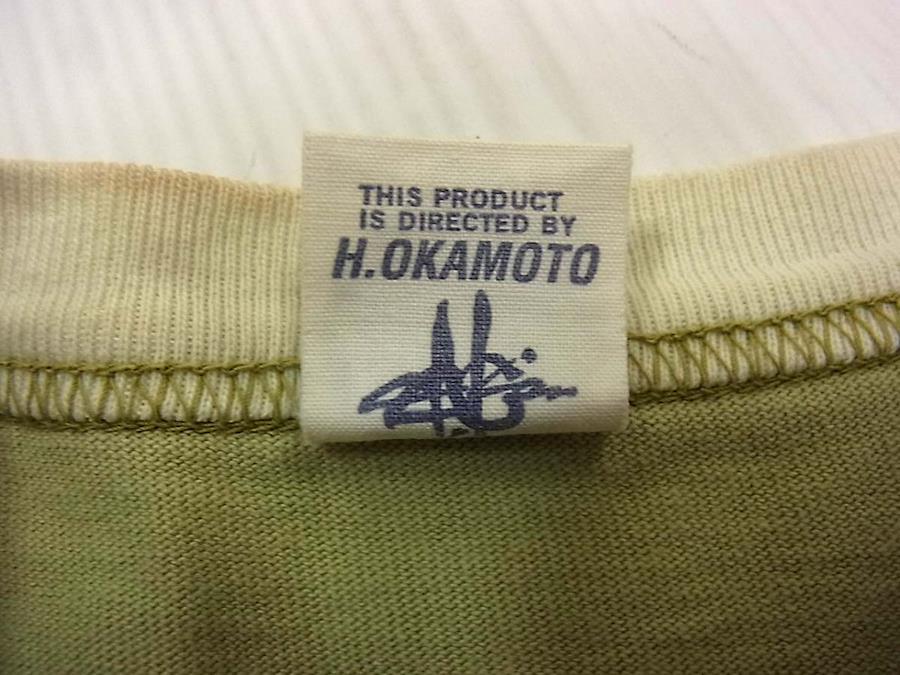 THIS PRODUCT
IS DIRECTED BY
H.OKAMOTO